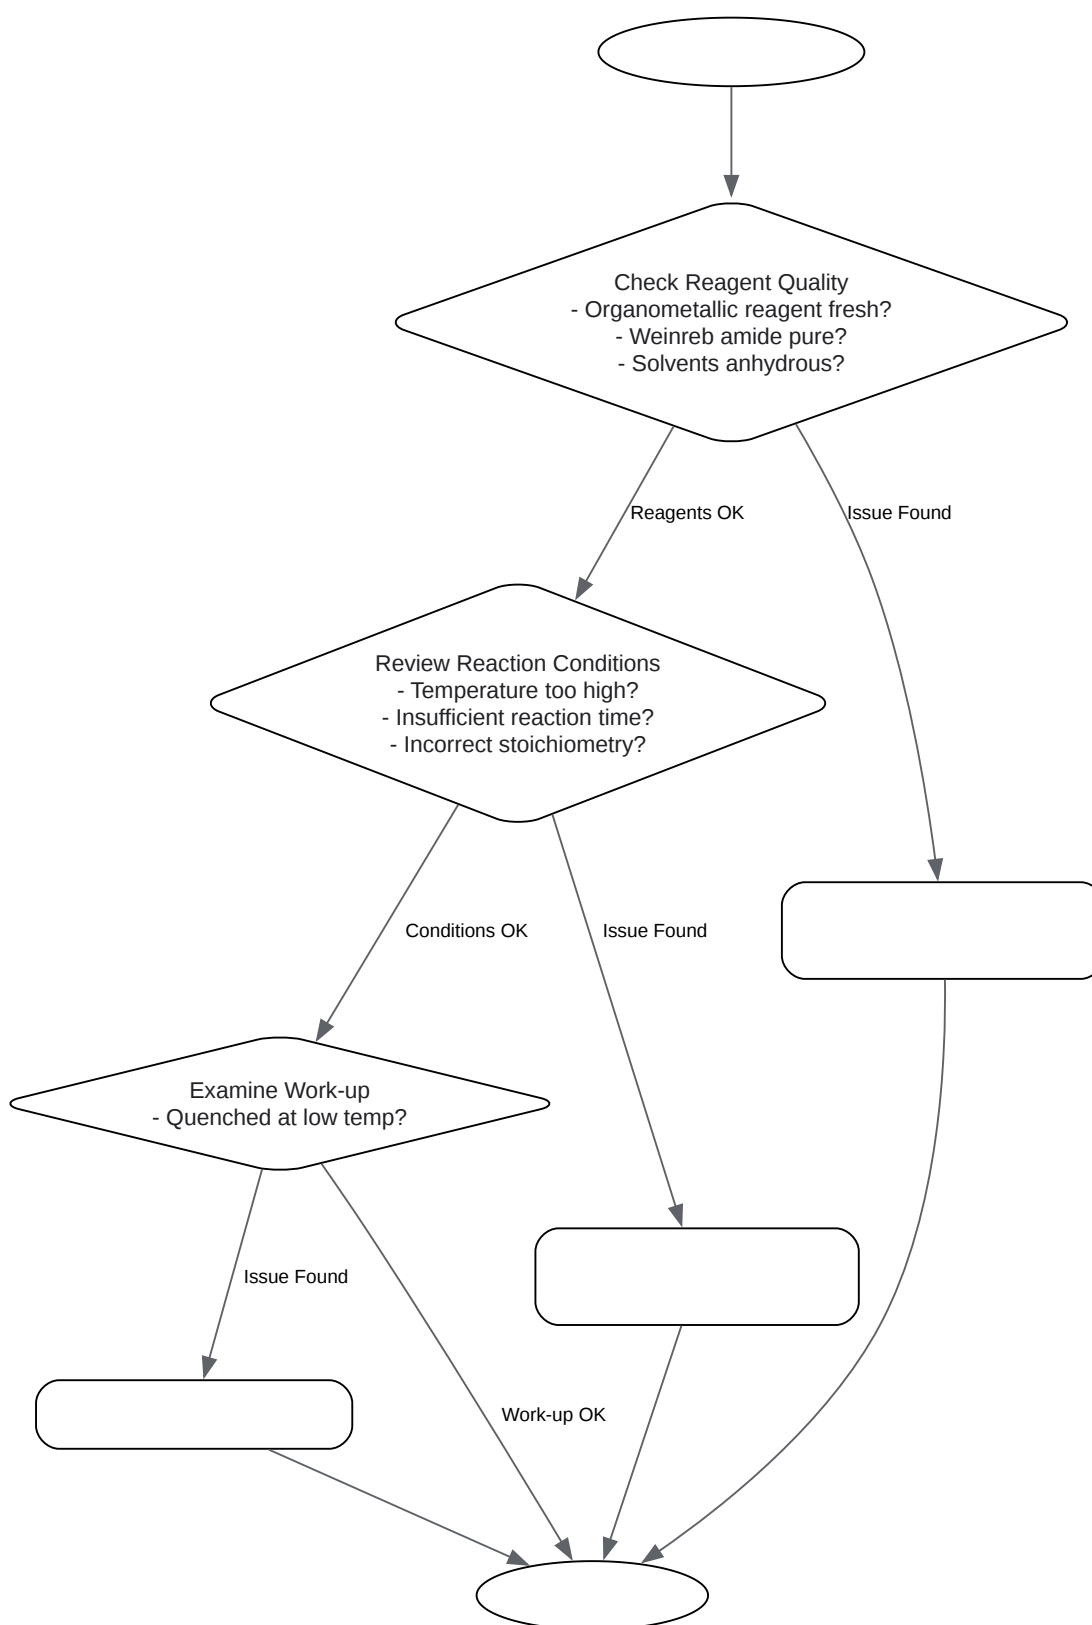 Check Reagent Quality
- Organometallic reagent fresh?
- Weinreb amide pure?
- Solvents anhydrous?
Reagents OK
Issue Found
Review Reaction Conditions
- Temperature too high?
- Insufficient reaction time?
- Incorrect stoichiometry?
Conditions OK
Issue Found
Examine Work-up
- Quenched at low temp?
Issue Found
Work-up OK